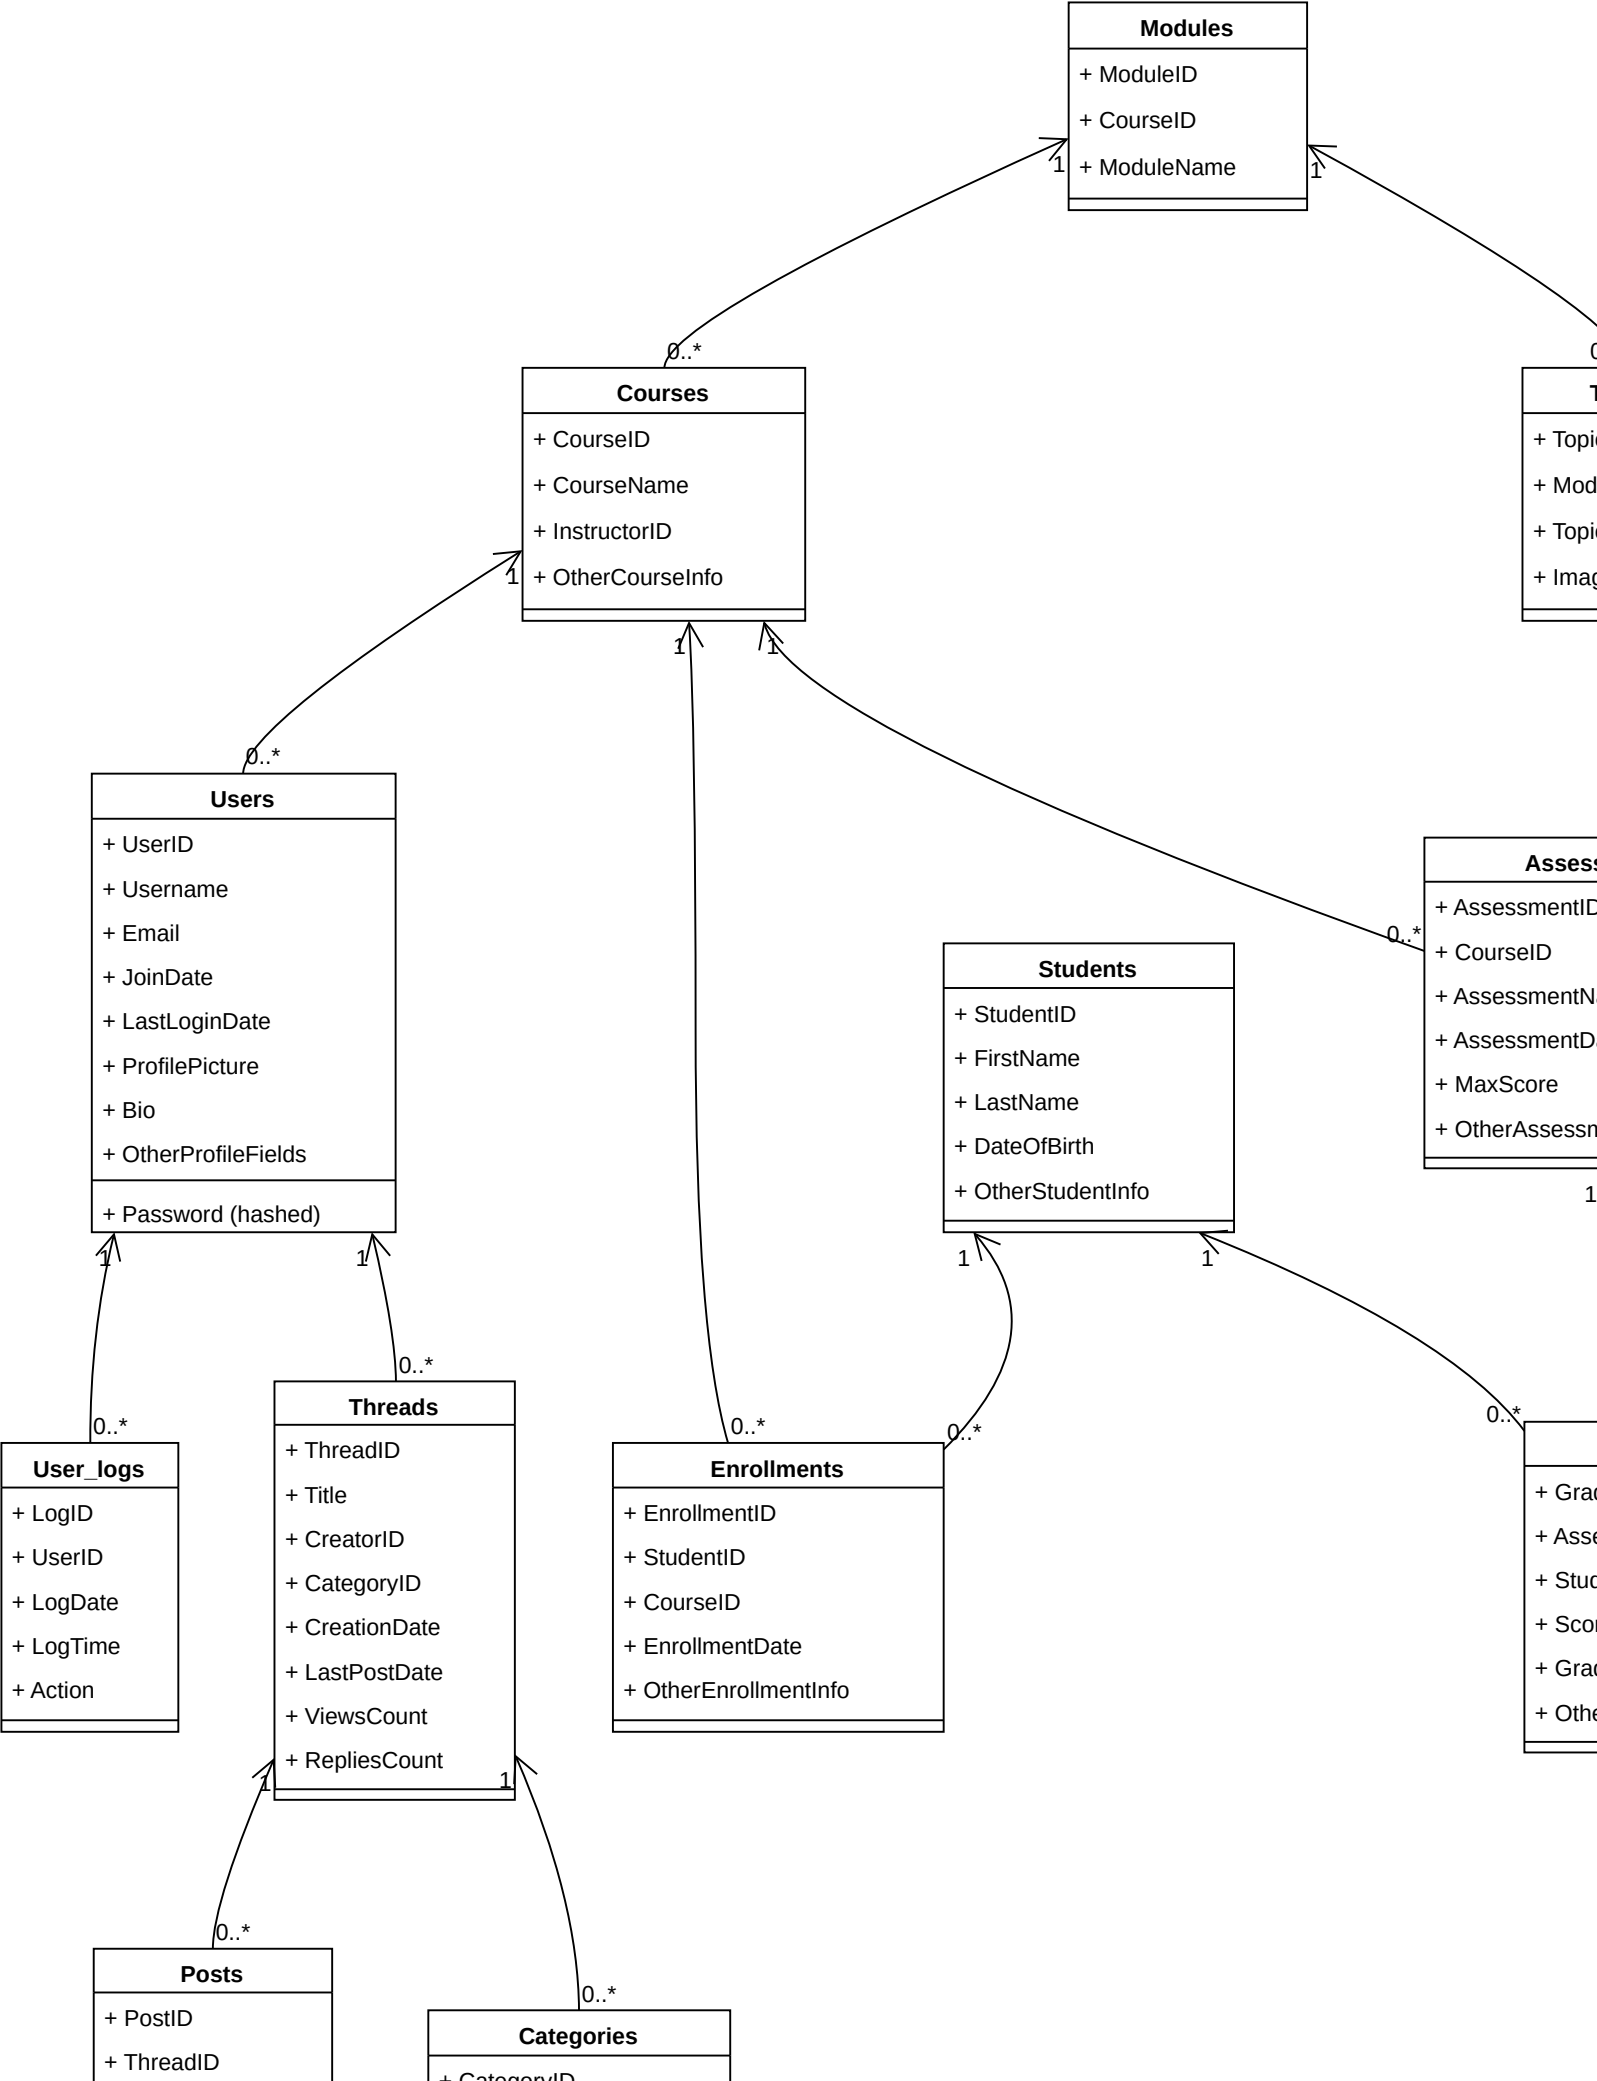 Modules
+ ModuleID
+ CourseID
+ ModuleName
1
1
0..*
Courses
+ CourseID
+ CourseName
+ InstructorID
+ OtherCourseInfo
1
1
1
0..*
Users
+ UserID
+ Username
+ Email
+ JoinDate
+ LastLoginDate
+ ProfilePicture
+ Bio
+ OtherProfileFields
+ Password (hashed)
1
1
0..*
+ AssessmentID
+ CourseID
+ MaxScore
1
Students
+ StudentID
+ FirstName
+ LastName
+ DateOfBirth
+ OtherStudentInfo
1
1
0..*
User_logs
+ LogID
+ UserID
+ LogDate
+ LogTime
+ Action
0..*
Threads
+ ThreadID
+ Title
+ CreatorID
+ CategoryID
+ CreationDate
+ LastPostDate
+ ViewsCount
+ RepliesCount
1
1
0..*
0..*
Enrollments
+ EnrollmentID
+ StudentID
+ CourseID
+ EnrollmentDate
+ OtherEnrollmentInfo
0..*
0..*
Posts
+ PostID
+ ThreadID
0..*
Categories
+ CategoryID